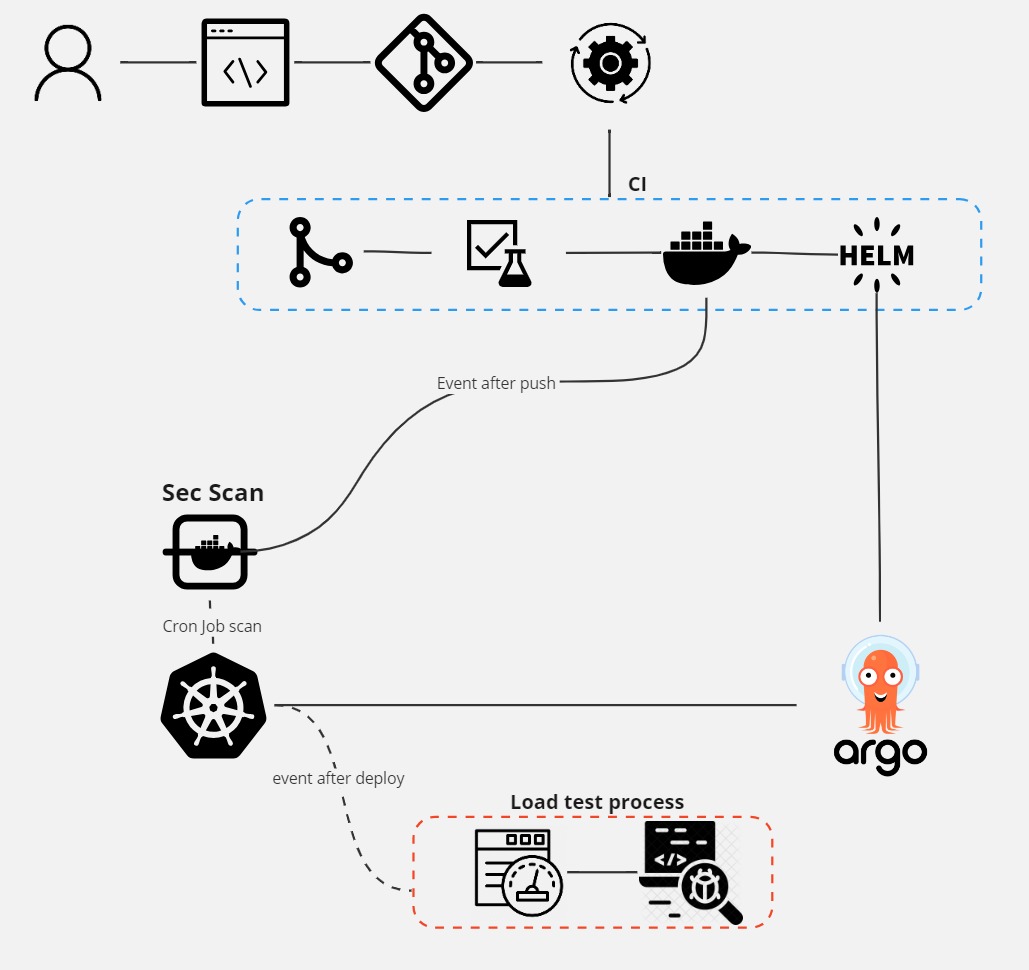 </>
CI
HELM
Event after push
Sec Scan
Cron Job scan
argo
event after deploy
Load test process
</>